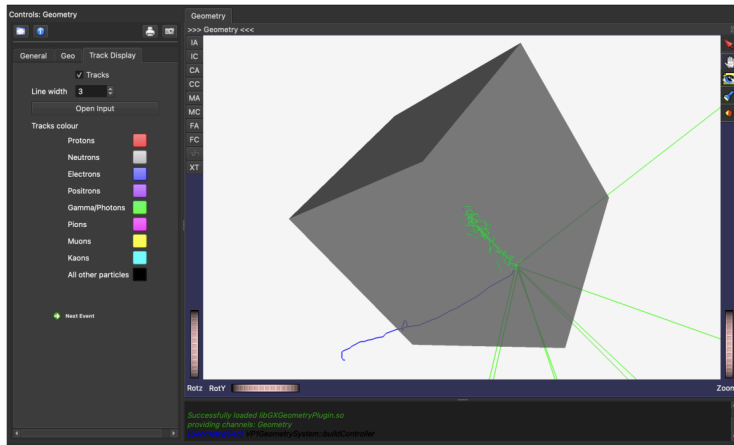 Controls: Geometry
General Geo Track Display
Tracks
Line width 3
Open Input
Tracks colour
Protons
Neutrons
Electrons
Positrons
Gamma/Photons
Pions
Muons
Kaons
All other particles
Next Event
Geometry
>>> Geometry <<<
IA
IC
CA
CC
MA
MC
FA
FC
XT
Rotz RotY
Zoom
Successfully loaded libGXGeometryPlugin.so
providing channels: Geometry
VP1GeometrySystem::buildController